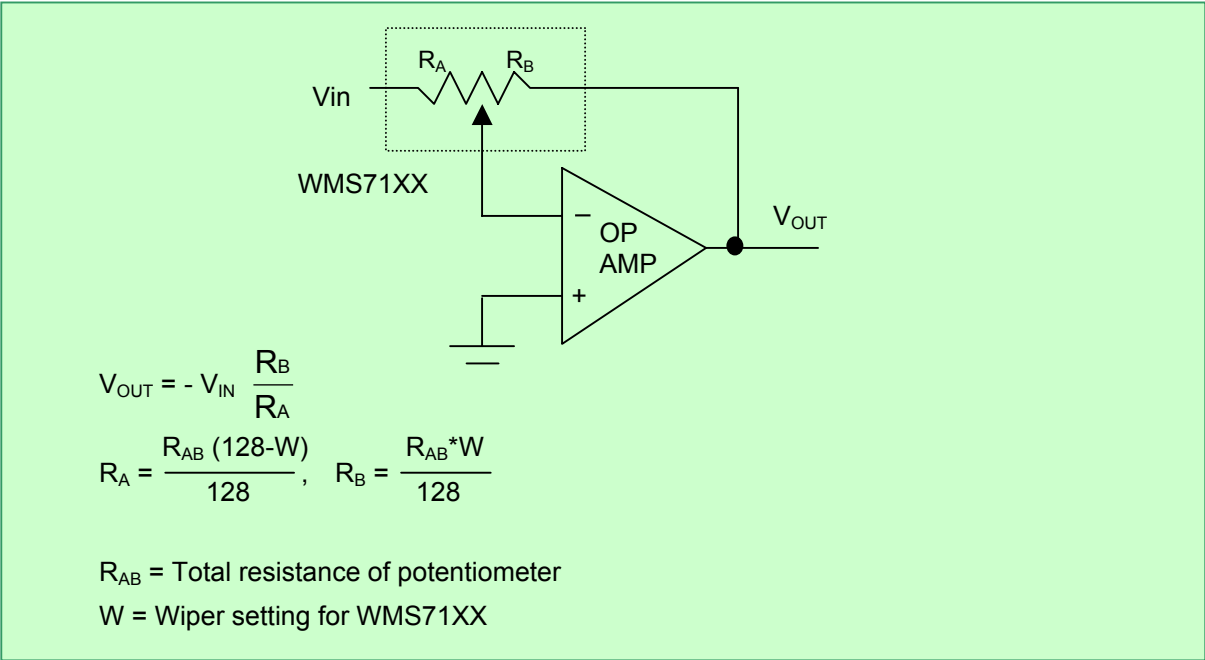 RA RB
Vin
WMS71XX
−
OP
AMP
+
VOUT
VOUT = - VIN RB
RA
RA = RAB (128-W)
128 , RB = RAB*W
128
RAB = Total resistance of potentiometer
W = Wiper setting for WMS71XX